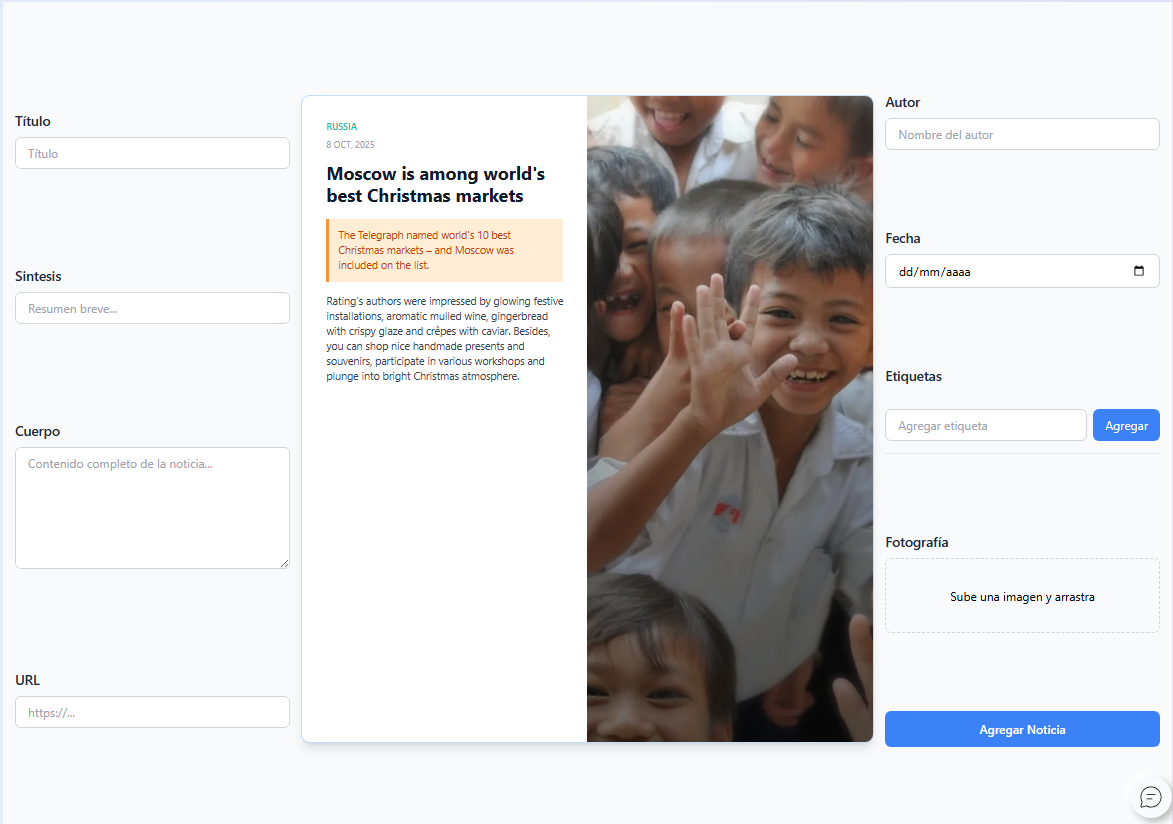 Título
Título
Sintesis
Resumen breve...
Cuerpo
Contenido completo de la noticia...
URL
https://...
RUSSIA
8 OCT, 2025
Moscow is among world's
best Christmas markets
The Telegraph named world's 10 best
Christmas markets – and Moscow was
included on the list.
Rating's authors were impressed by glowing festive
installations, aromatic mulled wine, gingerbread
with crispy glaze and crêpes with caviar. Besides,
you can shop nice handmade presents and
souvenirs, participate in various workshops and
plunge into bright Christmas atmosphere.
Autor
Nombre del autor
Fecha
dd/mm/aaaa
Etiquetas
Agregar etiqueta
Agregar
Fotografía
Sube una imagen y arrastra
Agregar Noticia